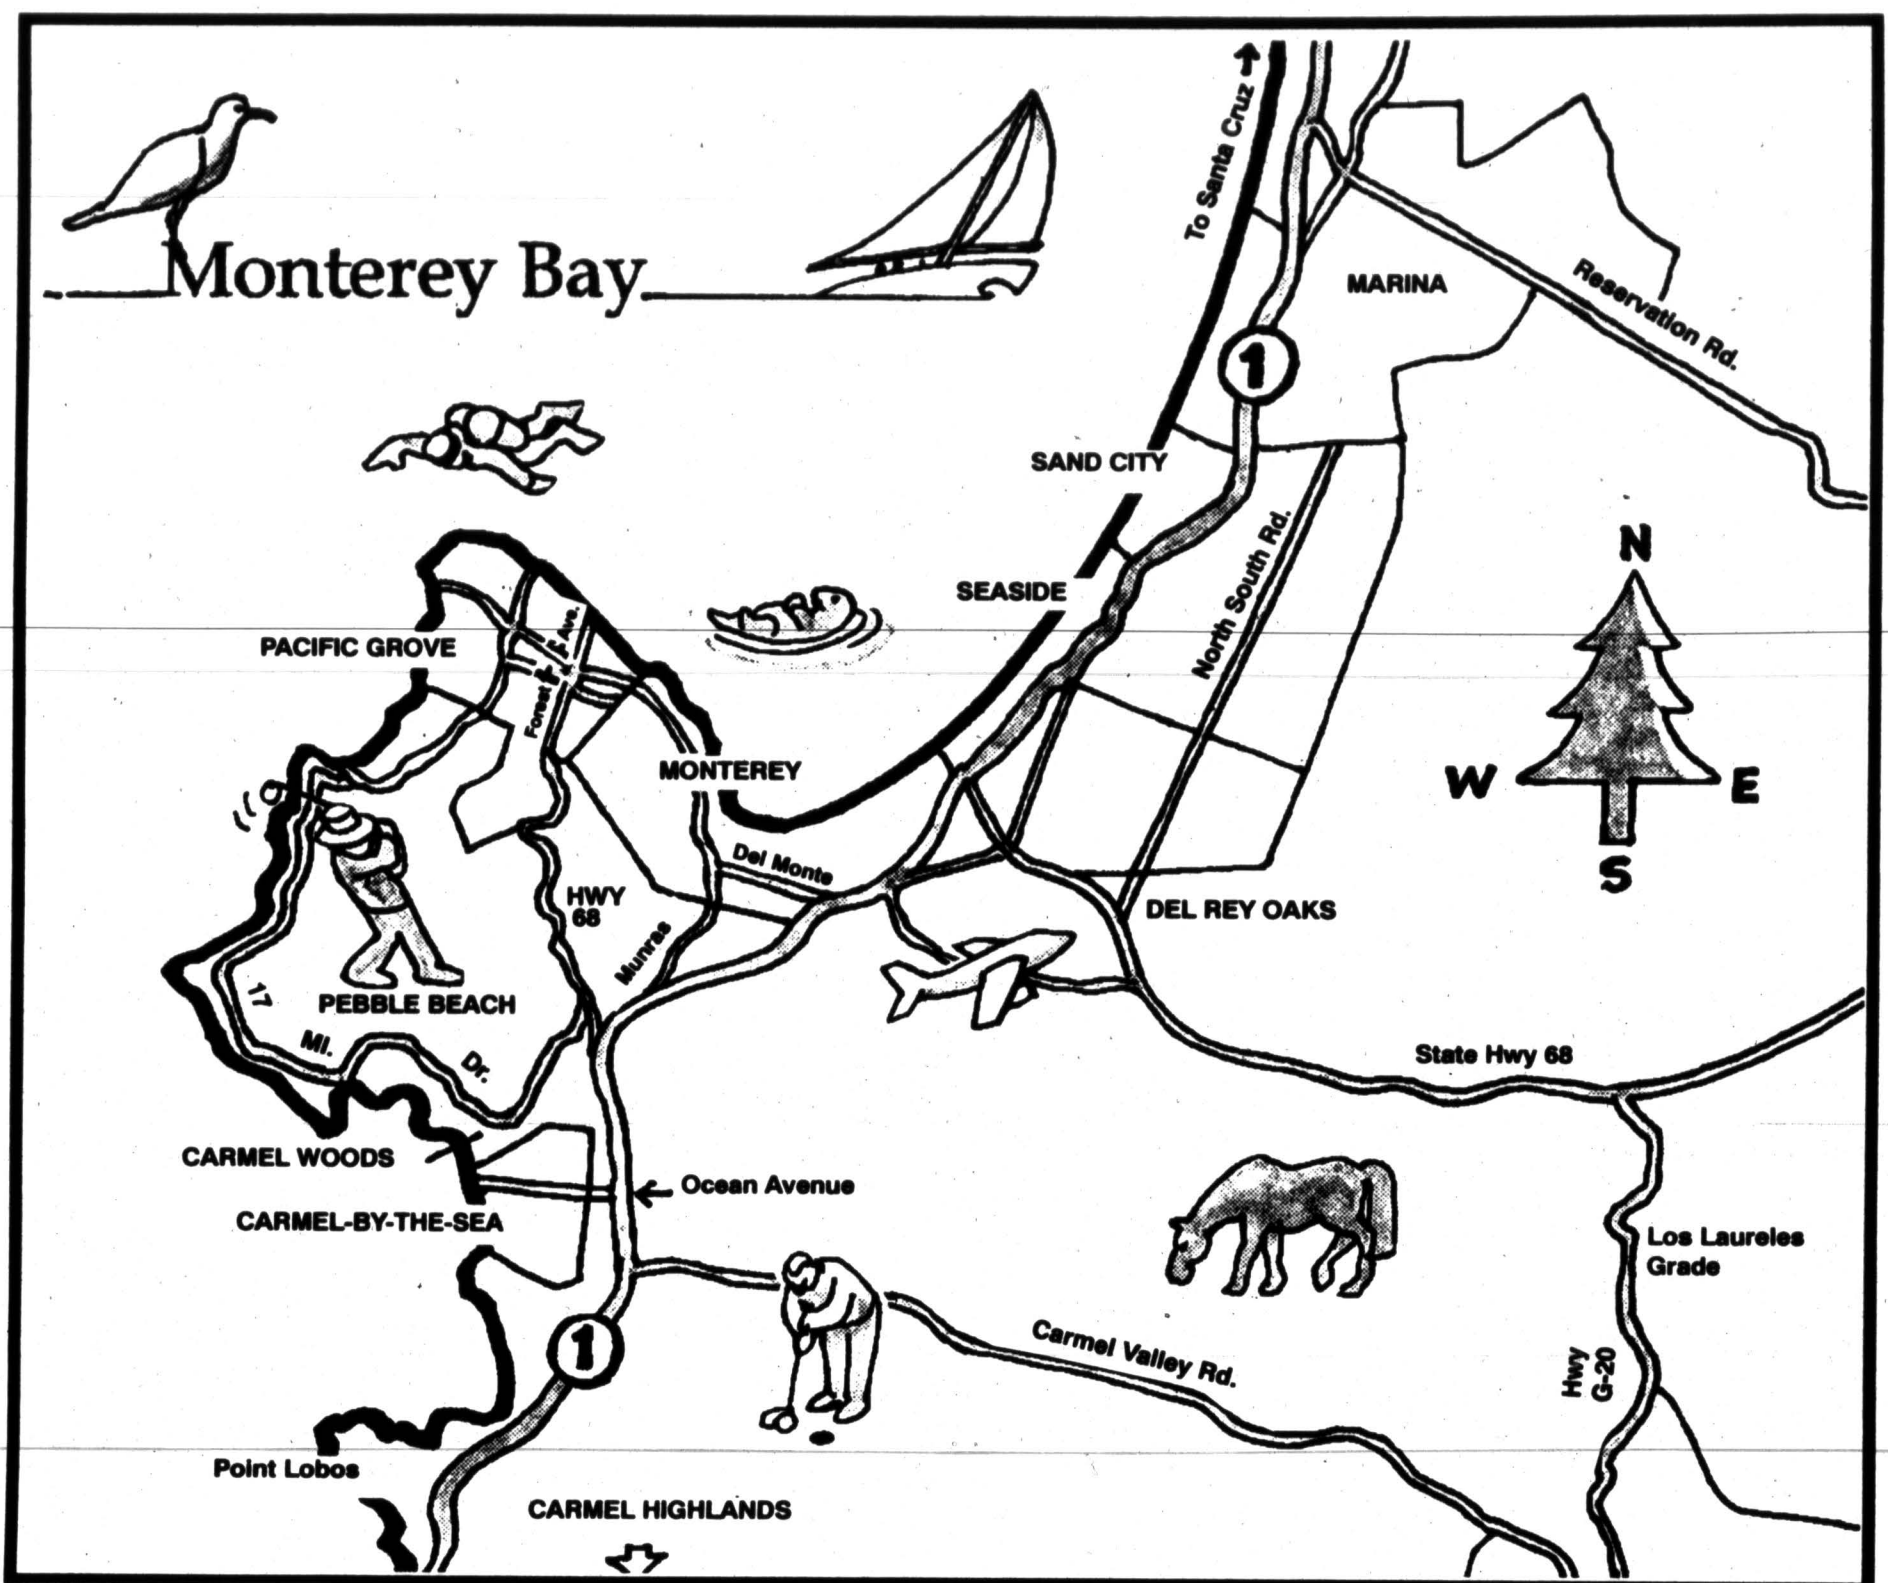 To Santa Cruz
Monterey Bay
MARINA
Reservation Rd.
1
SAND CITY
North South Rd.
N
SEASIDE
PACIFIC GROVE
Forest Ave.
W
E
MONTEREY
S
Del Monte
HWY
68
Munras
DEL REY OAKS
17
Mi.
Dr.
PEBBLE BEACH
State Hwy 68
CARMEL WOODS
Ocean Avenue
CARMEL-BY-THE-SEA
Los Laureles
Grade
1
Carmel Valley Rd.
Hwy
G-20
Point Lobos
CARMEL HIGHLANDS